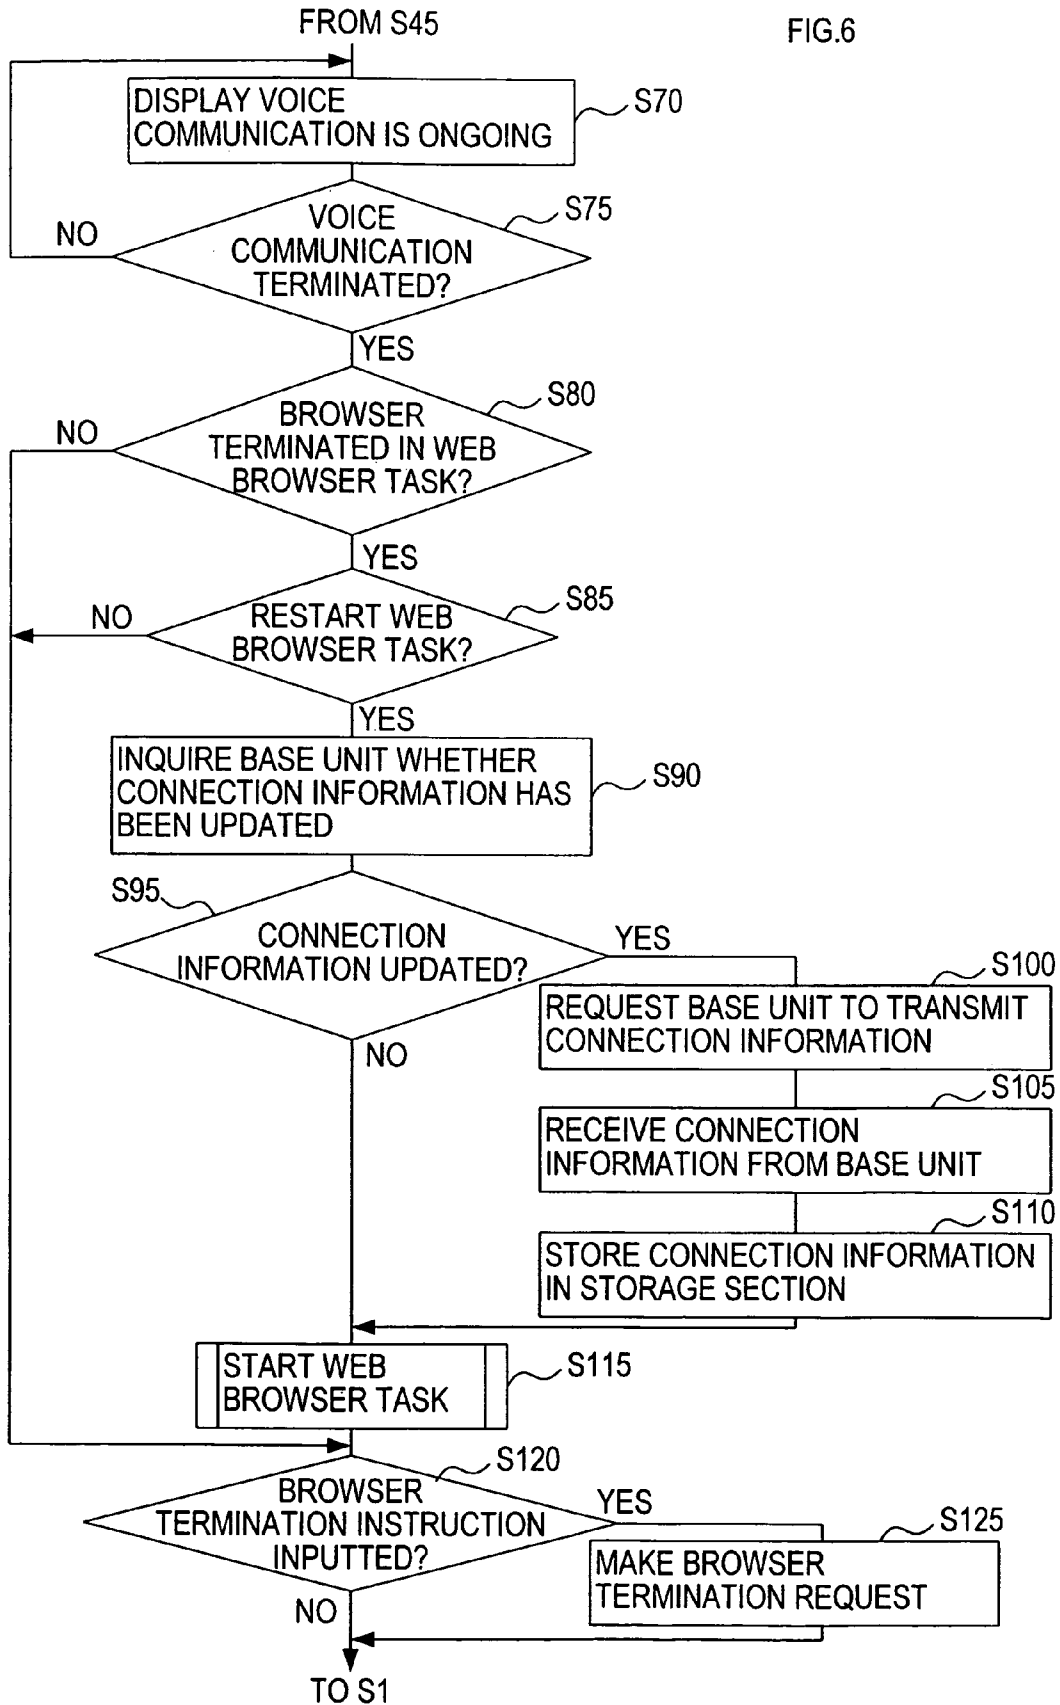 FROM S45
FIG.6
DISPLAY VOICE
COMMUNICATION IS ONGOING
S70
VOICE
COMMUNICATION
TERMINATED?
S75
NO
YES
BROWSER
TERMINATED IN WEB
BROWSER TASK?
S80
NO
YES
RESTART WEB
BROWSER TASK?
S85
NO
YES
INQUIRE BASE UNIT WHETHER
CONNECTION INFORMATION HAS
BEEN UPDATED
S90
S95
CONNECTION
INFORMATION UPDATED?
YES
NO
S100
REQUEST BASE UNIT TO TRANSMIT
CONNECTION INFORMATION
S105
RECEIVE CONNECTION
INFORMATION FROM BASE UNIT
S110
STORE CONNECTION INFORMATION
IN STORAGE SECTION
START WEB
BROWSER TASK
S115
S120
BROWSER
TERMINATION INSTRUCTION
INPUTTED?
YES
NO
S125
MAKE BROWSER
TERMINATION REQUEST
TO S1